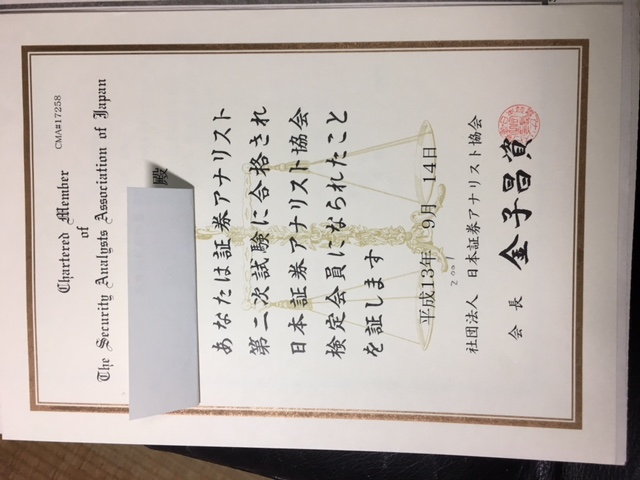 CMA#17258
Chartered Member
of
The Security Analysts Association of Japan
殿
あなたは証券アナリスト
第二次試験に合格され
日本証券アナリスト協会
検定会員になられたこと
を証します
平成13年 9月 14日
2001
社団法人 日本証券アナリスト協会
会長 金子昌資